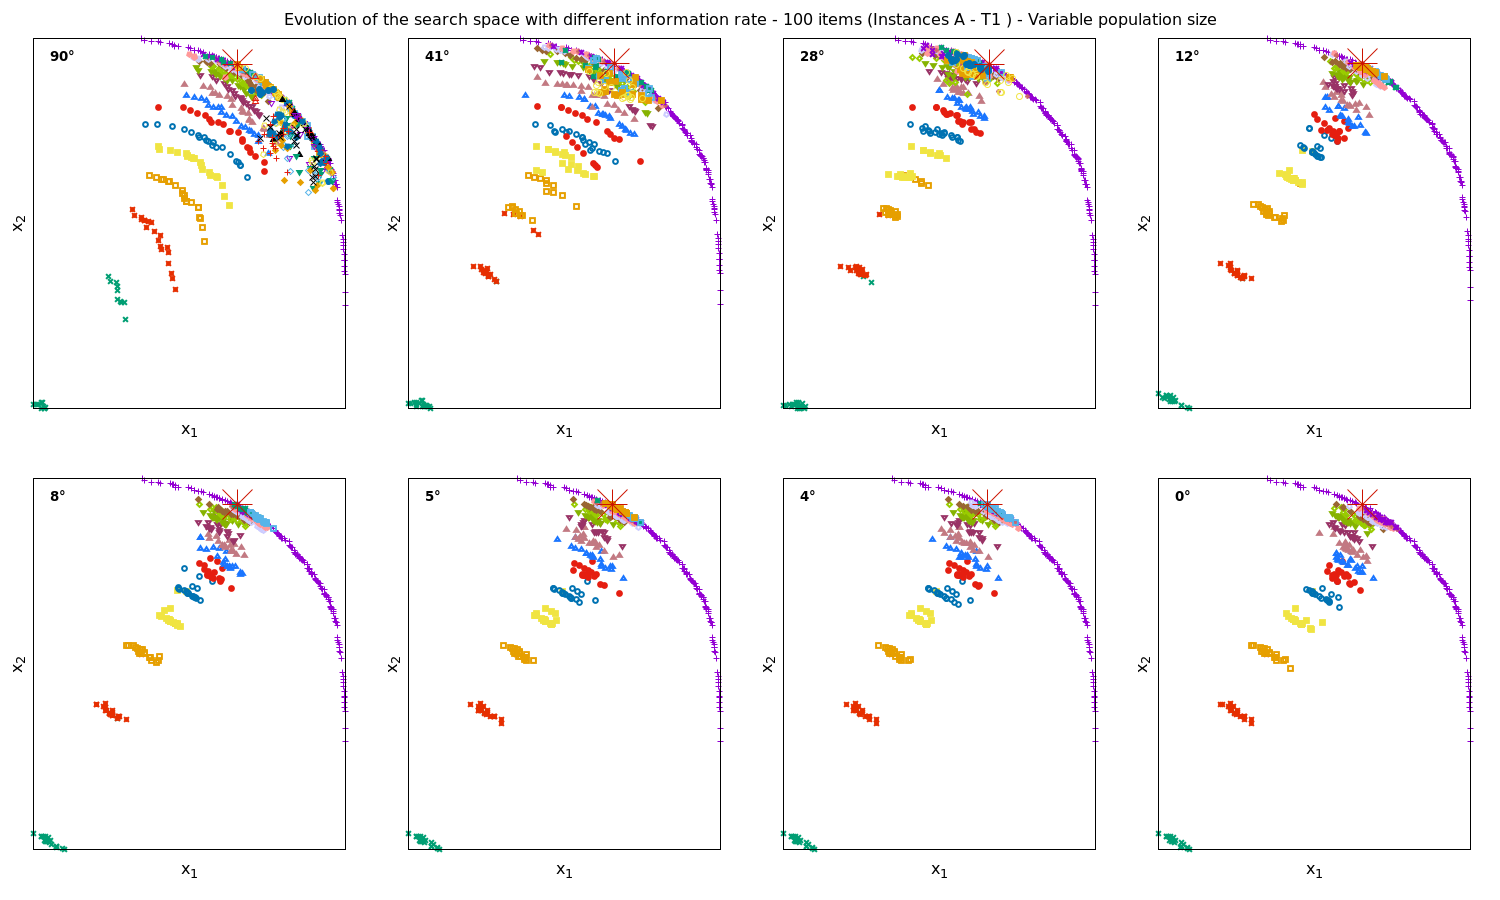 Evolution of the search space with different information rate - 100 items (Instances A - T1 ) - Variable population size
90°
41°
28°
12°
x2
x2
x2
x2
x1
x1
x1
x1
8°
5°
4°
0°
x2
x2
x2
x2
x1
x1
x1
x1